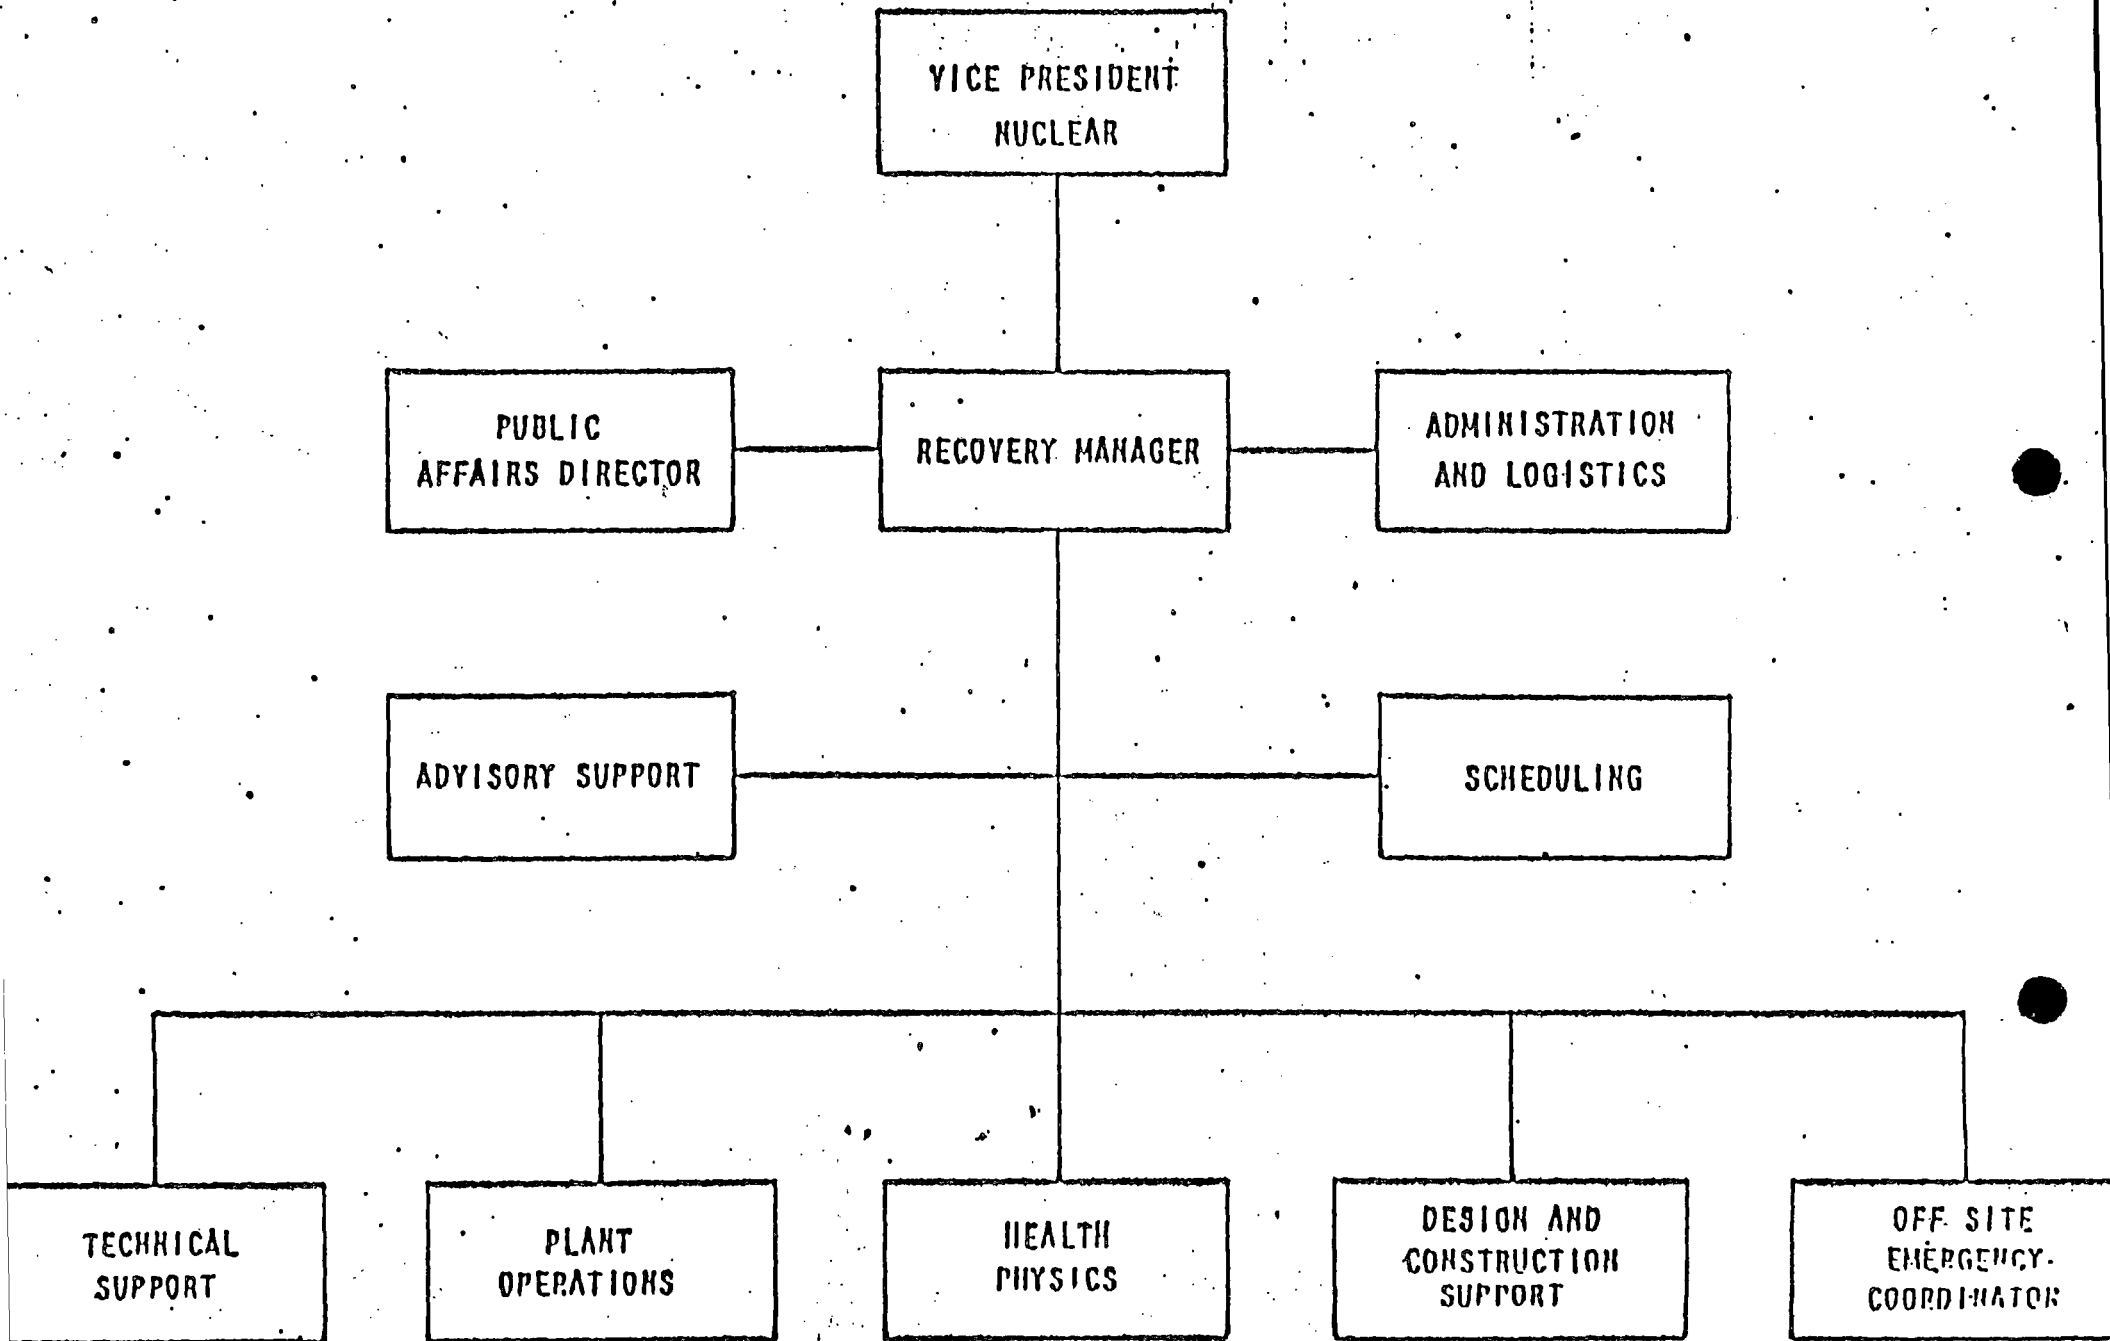 VICE PRESIDENT
NUCLEAR
PUBLIC
AFFAIRS DIRECTOR
RECOVERY MANAGER
ADMINISTRATION
AND LOGISTICS
ADVISORY SUPPORT
SCHEDULING
TECHNICAL
SUPPORT
PLANT
OPERATIONS
HEALTH
PHYSICS
DESIGN AND
CONSTRUCTION
SUPPORT
OFF SITE
EMERGENCY
COORDINATOR